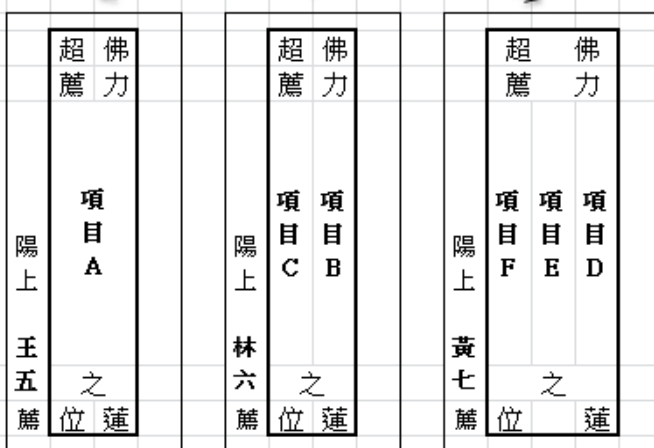 佛力超薦
項目A
之
蓮位
陽上 王五 薦
佛力超薦
項目B
項目C
之
蓮位
陽上 林六 薦
佛力超薦
項目D
項目E
項目F
之
蓮位
陽上 黃七 薦